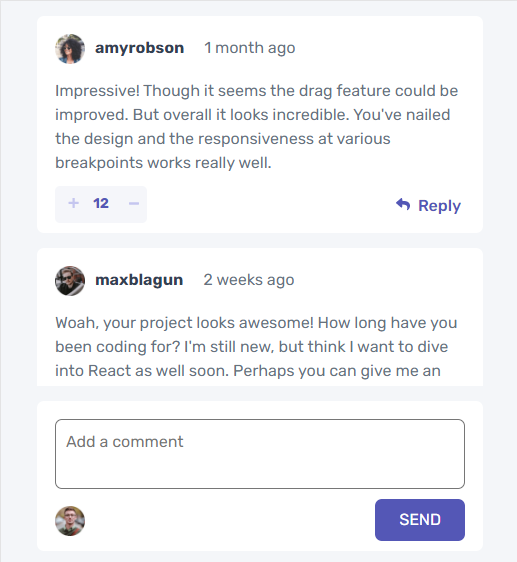 amyrobson 1 month ago
Impressive! Though it seems the drag feature could be
improved. But overall it looks incredible. You've nailed
the design and the responsiveness at various
breakpoints works really well.
+ 12 −
Reply
maxblagun 2 weeks ago
Woah, your project looks awesome! How long have you
been coding for? I'm still new, but think I want to dive
into React as well soon. Perhaps you can give me an
Add a comment
SEND